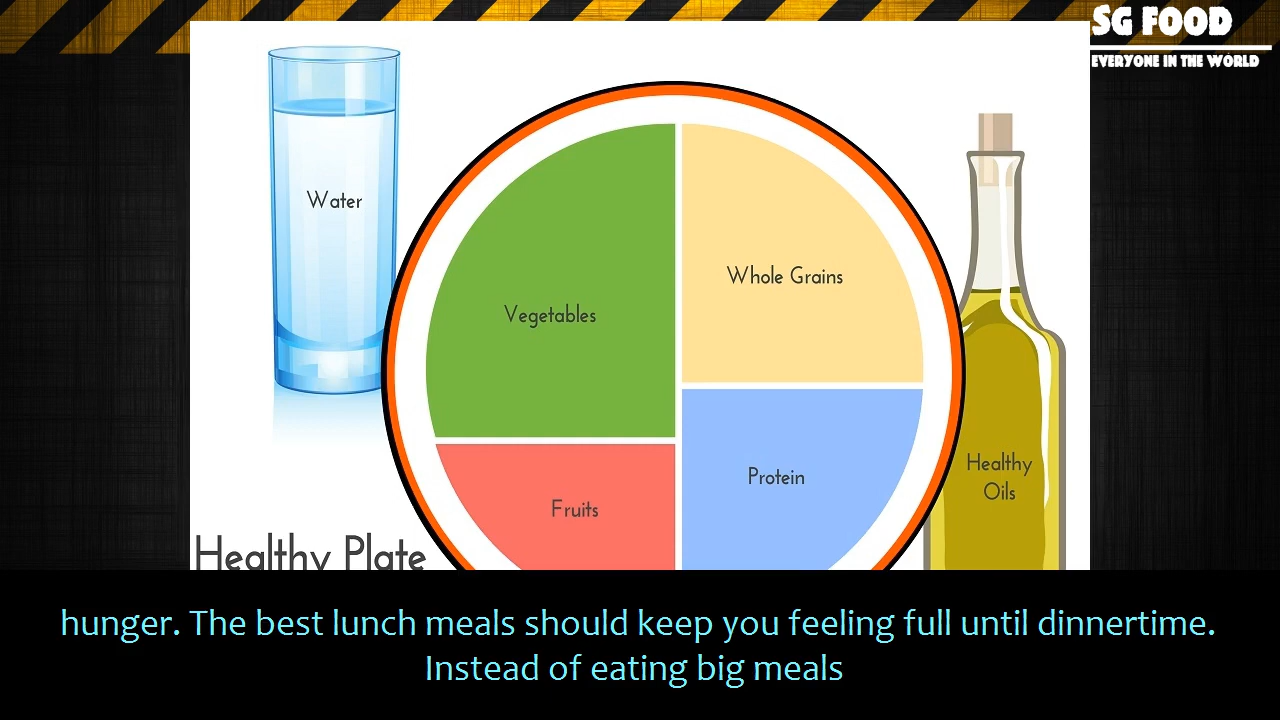 SG FOOD
EVERYONE IN THE WORLD
Water
Vegetables
Whole Grains
Fruits
Protein
Healthy
Oils
Healthy Plate
hunger. The best lunch meals should keep you feeling full until dinnertime.
Instead of eating big meals